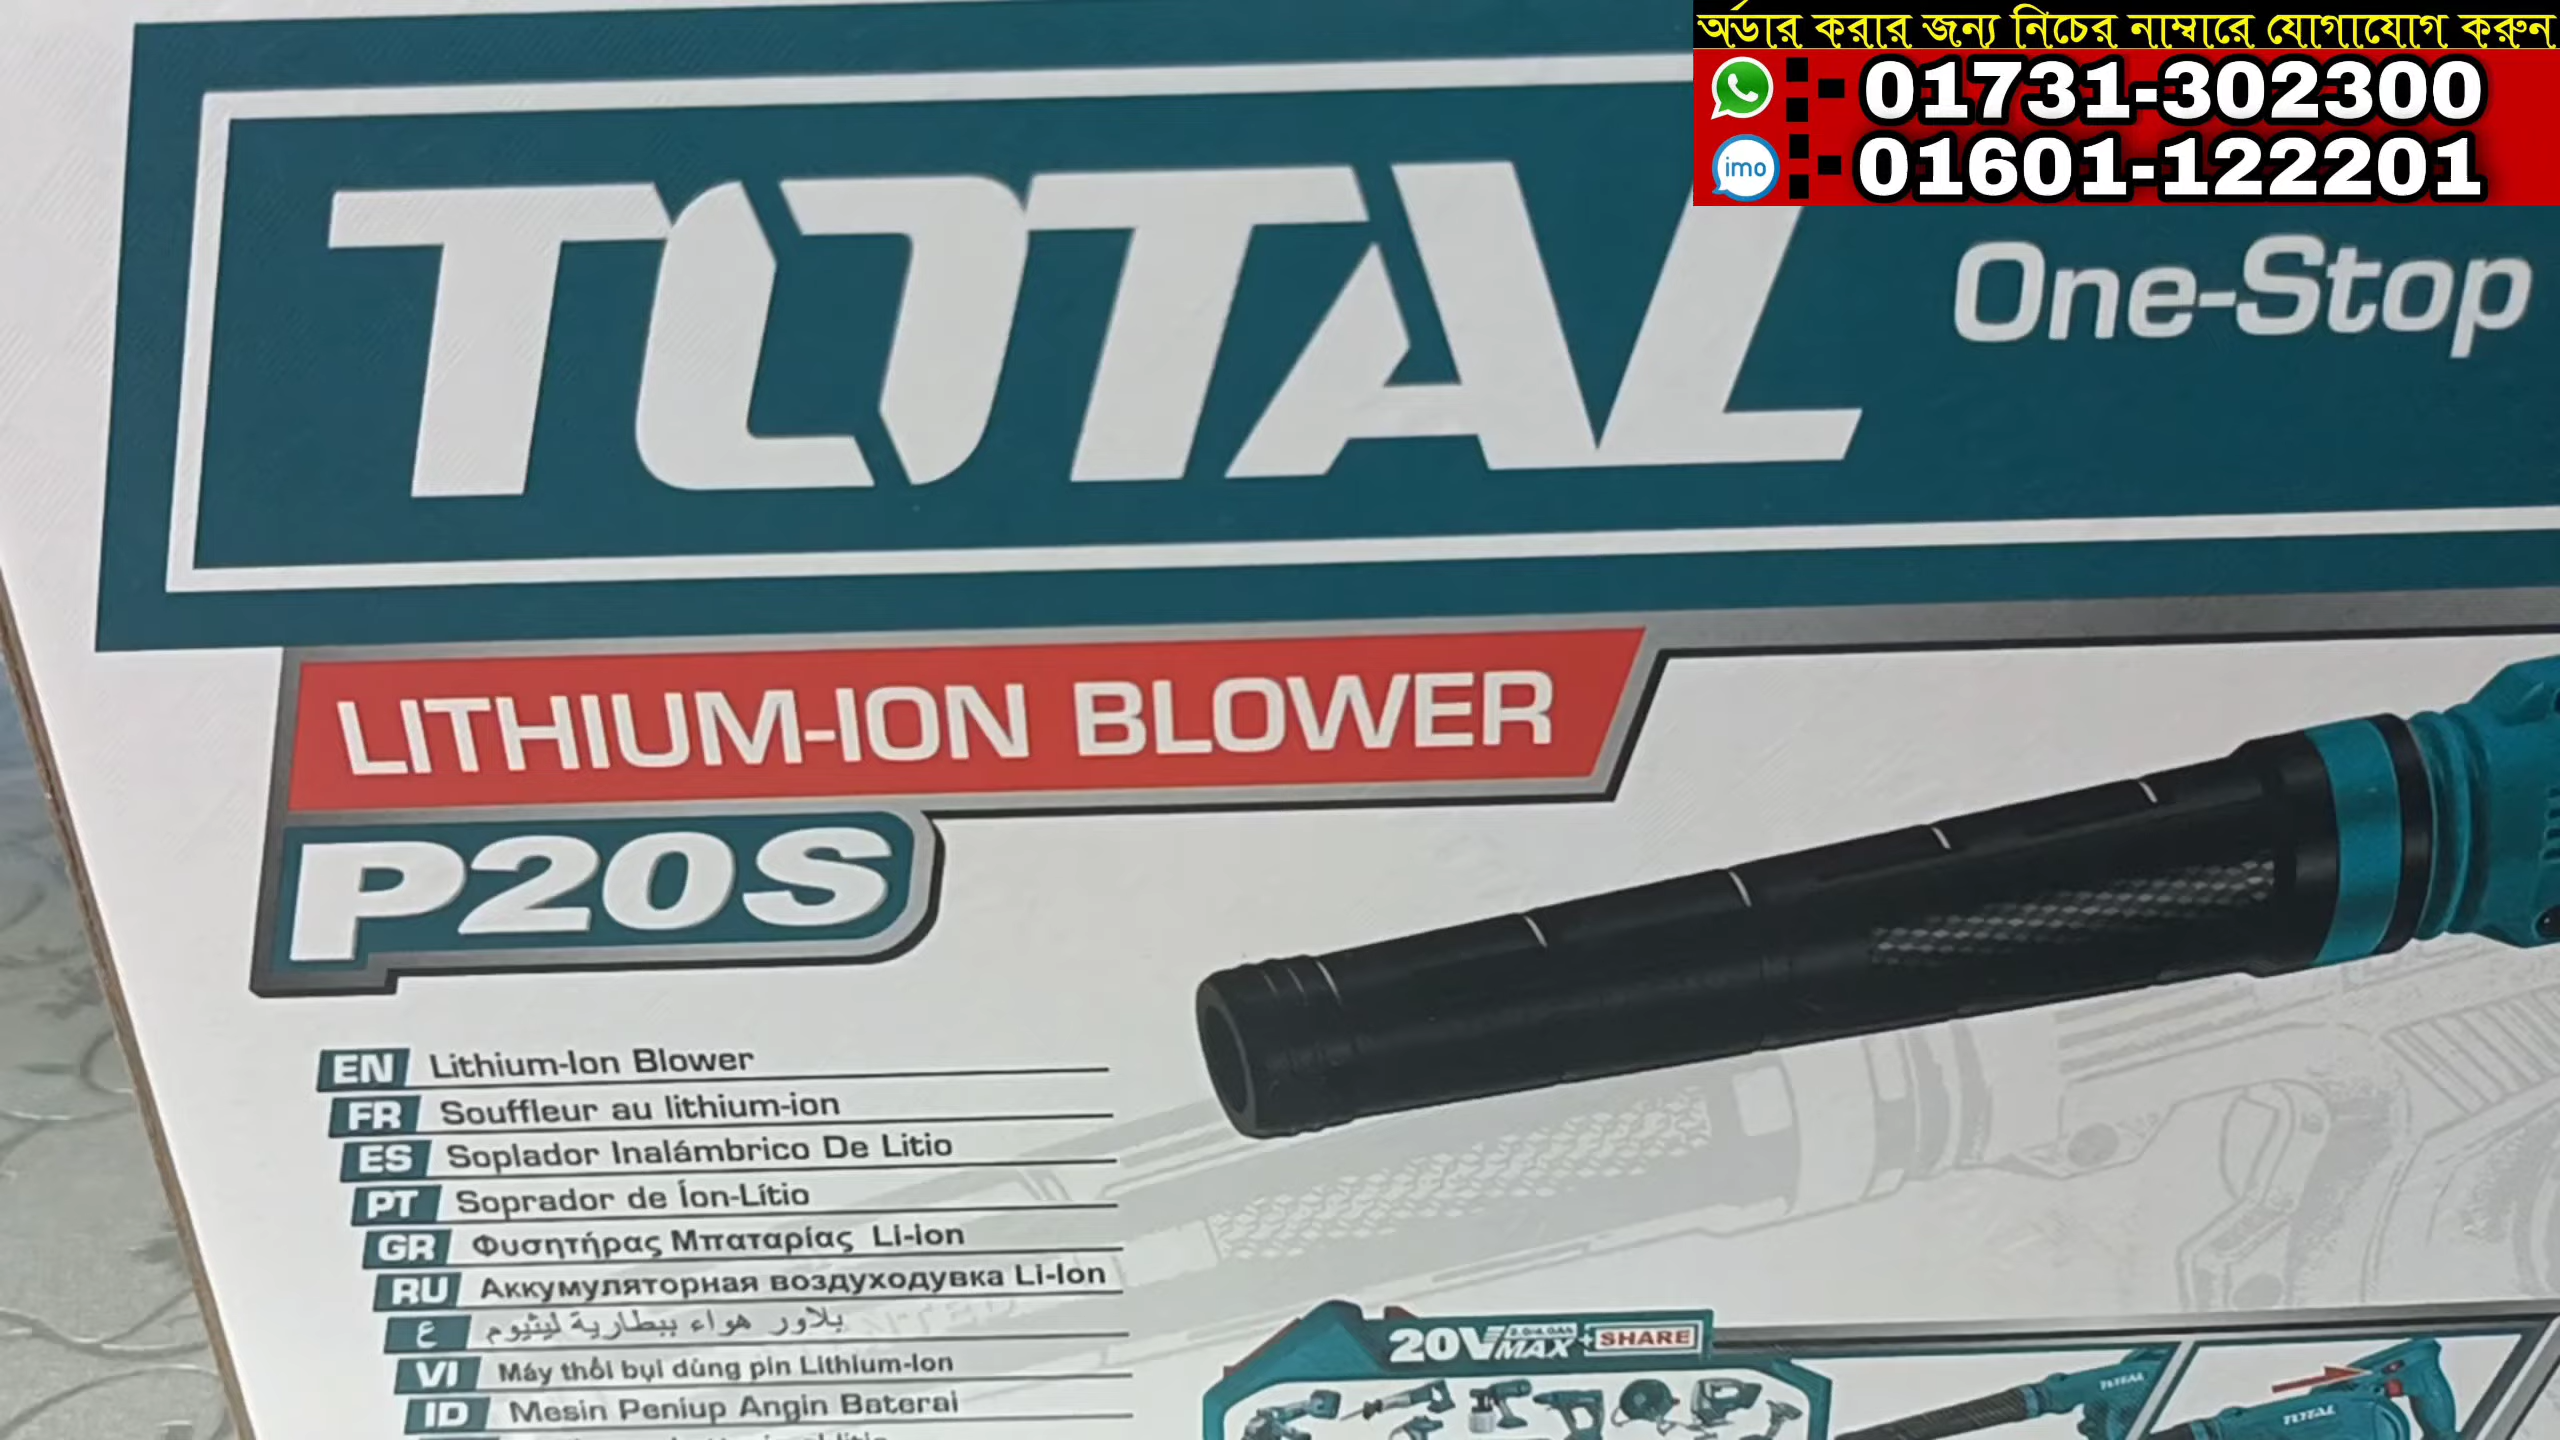 অর্ডার করার জন্য নিচের নাম্বারে যোগাযোগ করুন
:- 01731-302300
imo :- 01601-122201
TOTAL
One-Stop
LITHIUM-ION BLOWER
P20S
EN Lithium-Ion Blower
FR Souffleur au lithium-ion
ES Soplador Inalámbrico De Litio
PT Soprador de Íon-Lítio
GR Φυσητήρας Μπαταρίας Li-ion
RU Аккумуляторная воздуходувка Li-Ion
ع بلاور هواء ببطارية ليثيوم
VI Máy thổi bụi dùng pin Lithium-Ion
ID Mesin Peniup Angin Baterai
20V MAX + SHARE
TOTAL
TOTAL